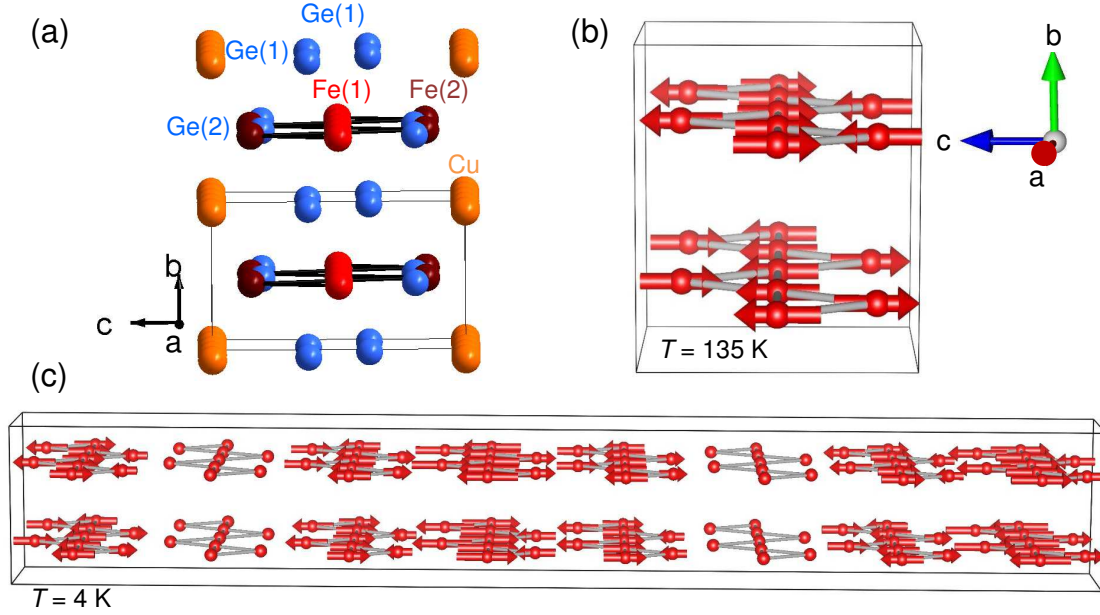 (a)
Ge(1)
Ge(1)
Fe(1)
Fe(2)
Ge(2)
Cu
b
c
a
(b)
b
c
a
T = 135 K
(c)
T = 4 K